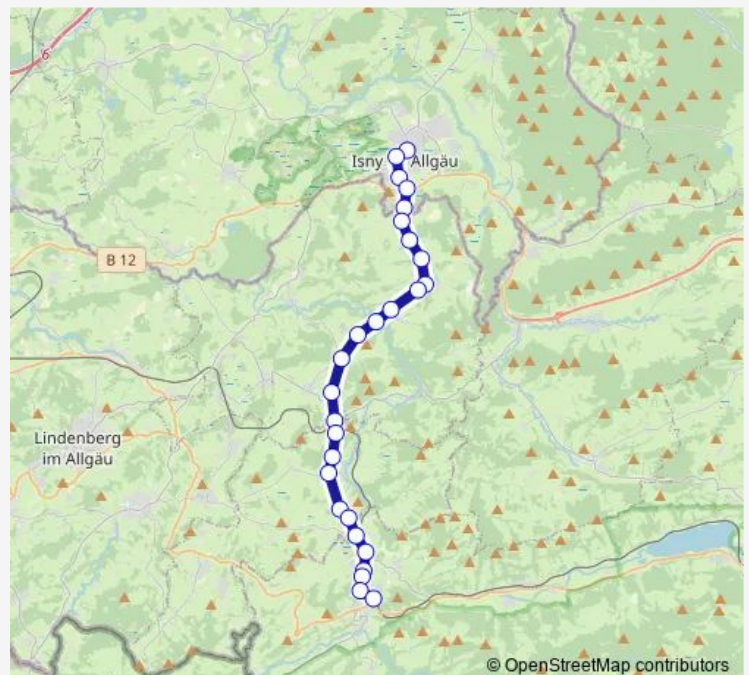 6
Isny
Allgäu
B 12
Lindenberg
im Allgäu
© OpenStreetMap contributors